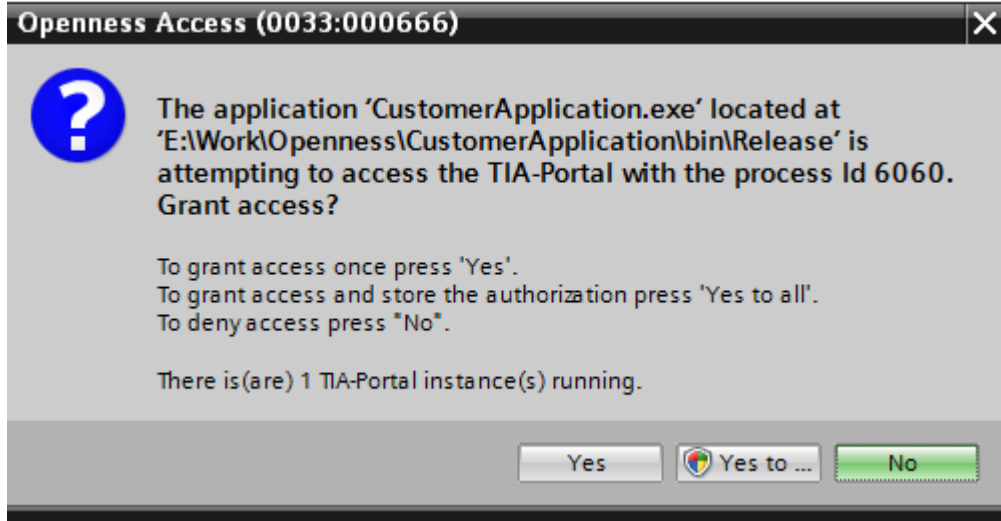 Openness Access (0033:000666)
The application ‘CustomerApplication.exe’ located at
‘E:\Work\Openness\CustomerApplication\bin\Release’ is
attempting to access the TIA-Portal with the process Id 6060.
Grant access?
To grant access once press 'Yes'.
To grant access and store the authorization press 'Yes to all'.
To deny access press "No".
There is(are) 1 TIA-Portal instance(s) running.
Yes
Yes to ...
No